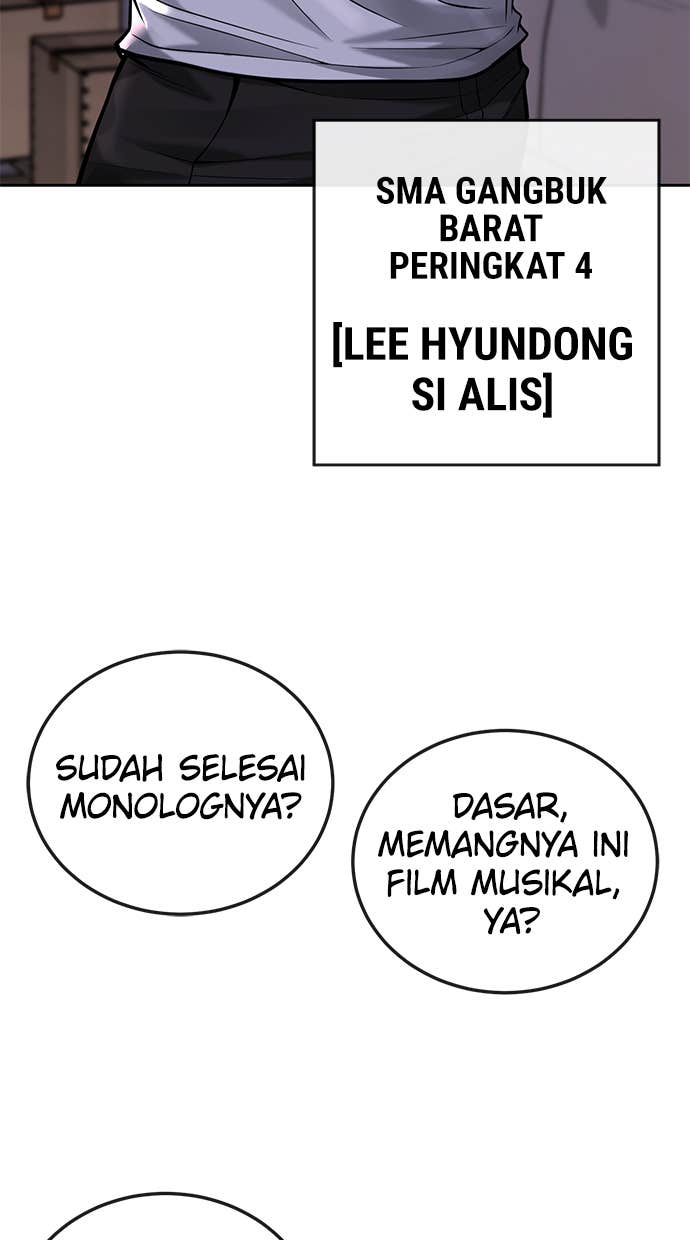 SMA GANGBUK
BARAT
PERINGKAT 4
[LEE HYUNDONG
SI ALIS]
SUDAH SELESAI
MONOLOGNYA?
DASAR,
MEMANGNYA INI
FILM MUSIKAL,
YA?